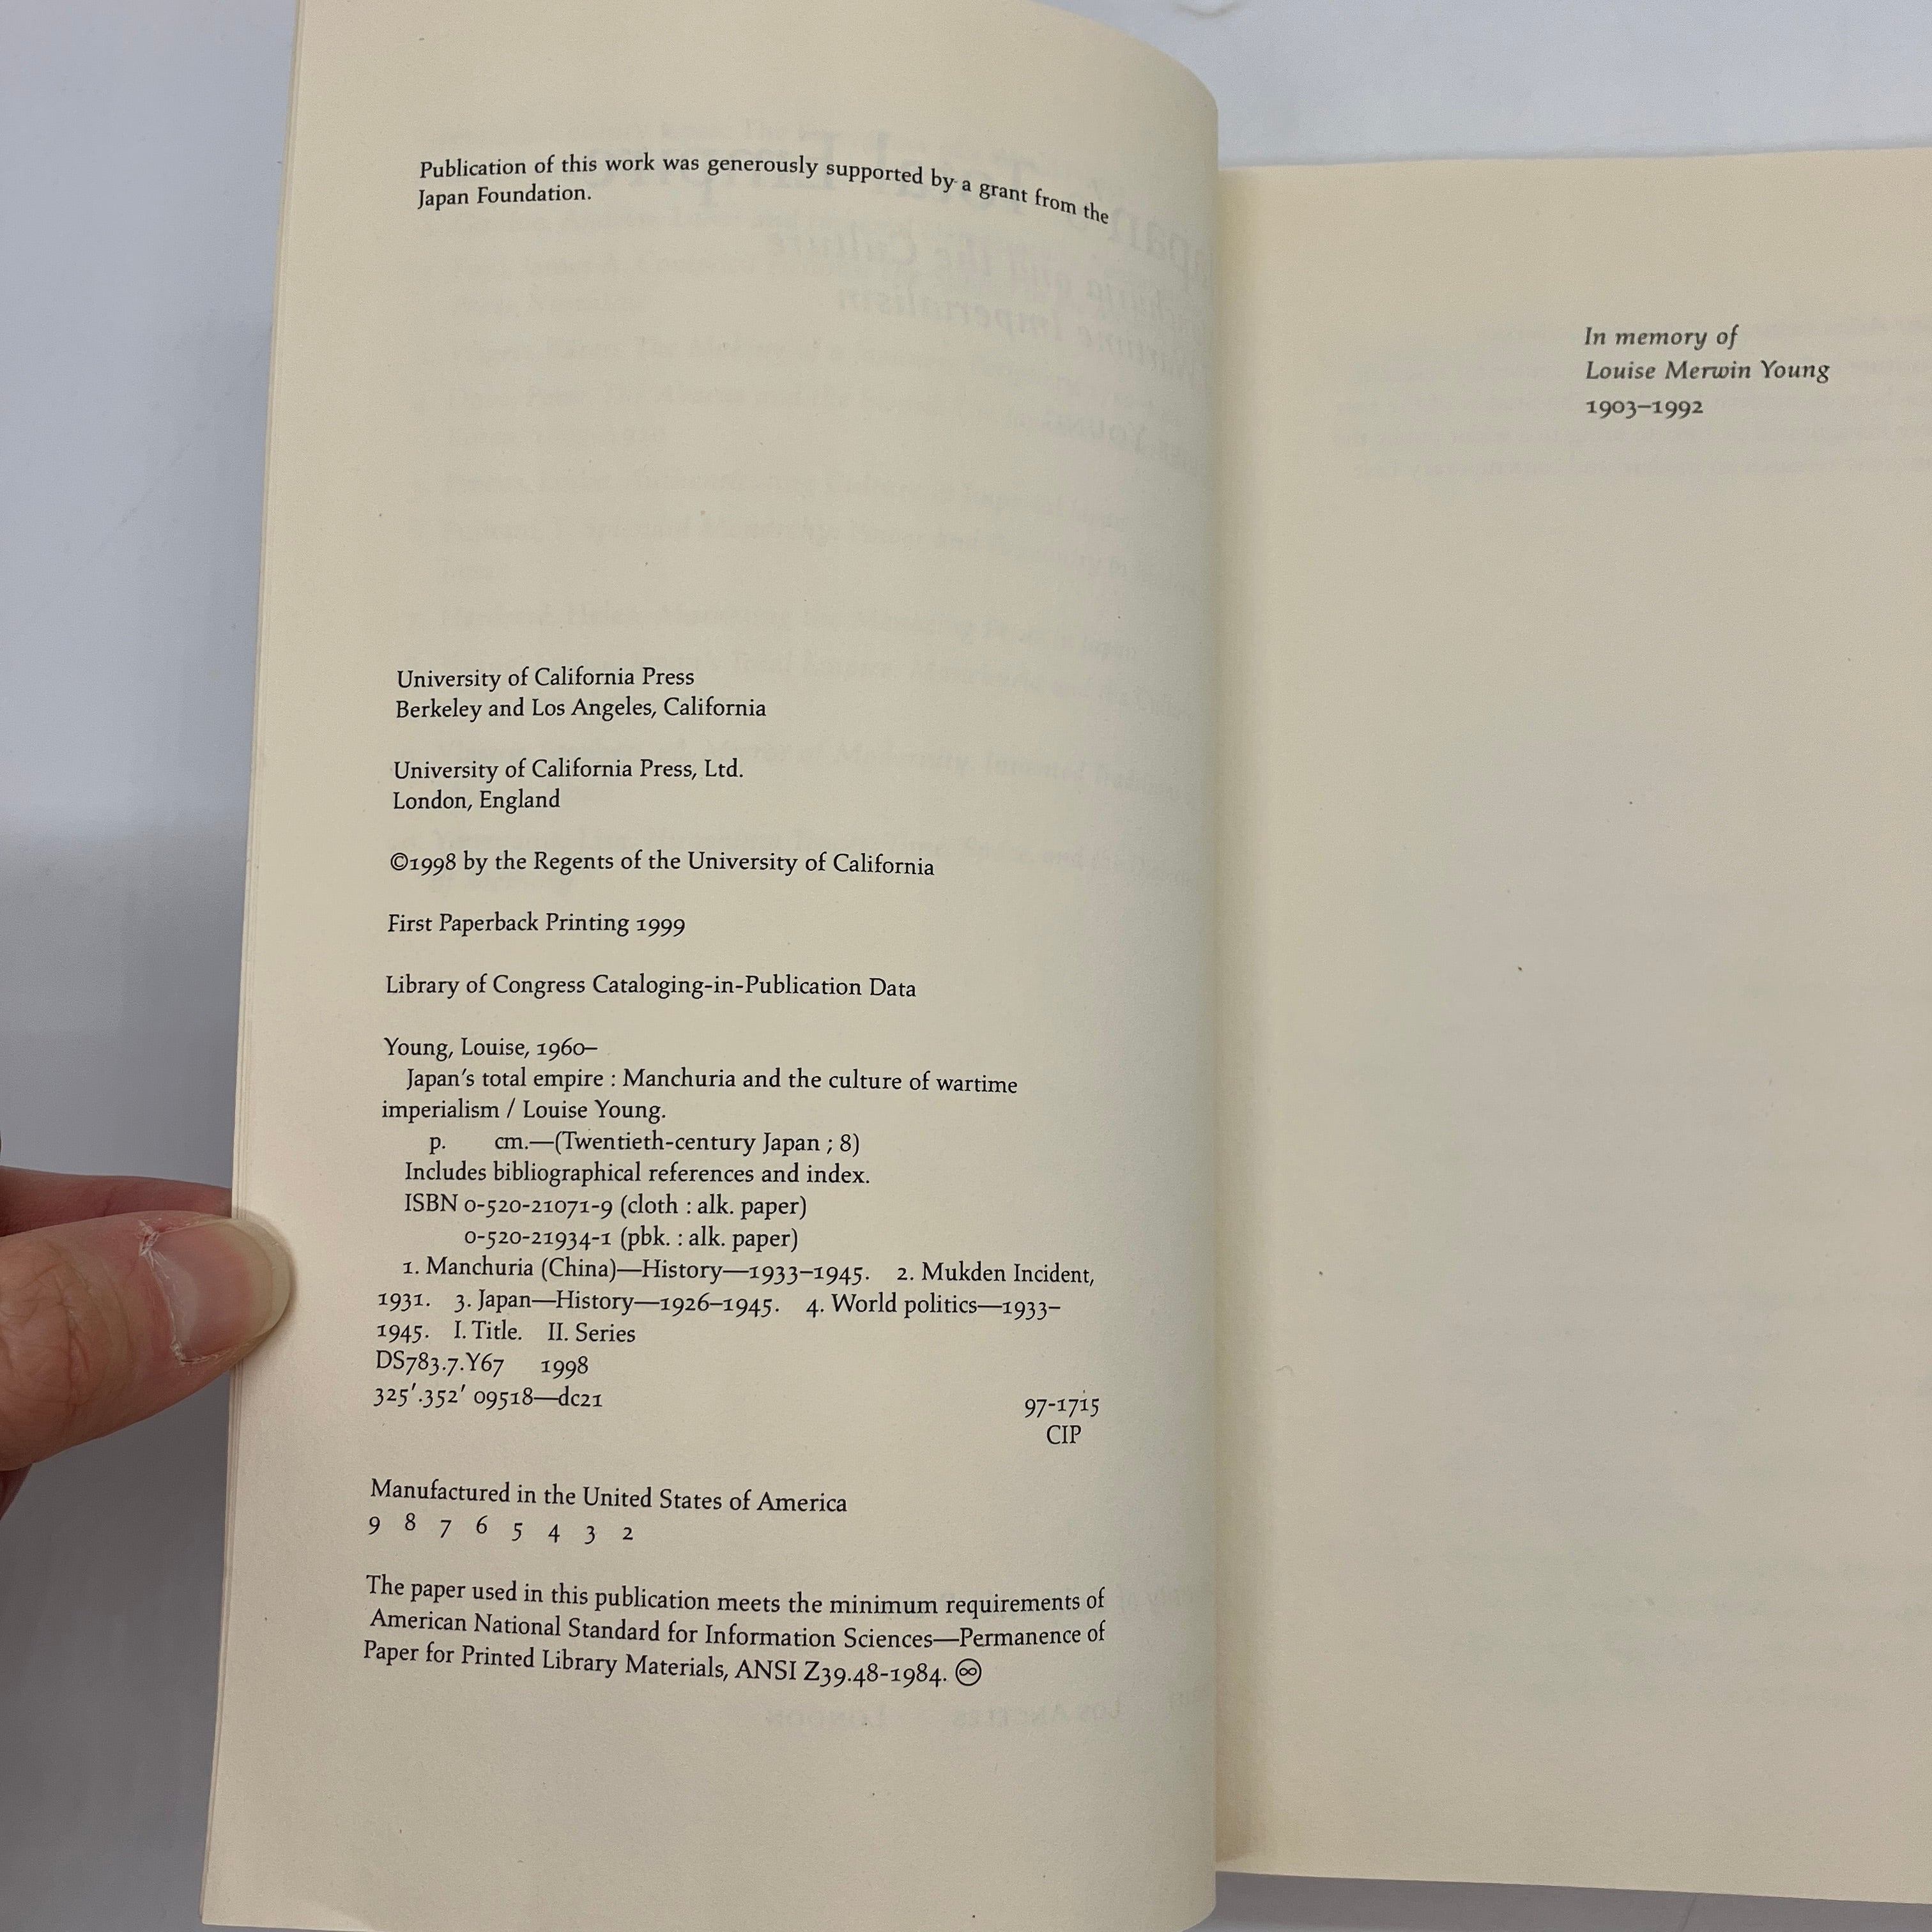 Publication of this work was generously supported by a grant from the
Japan Foundation.
University of California Press
Berkeley and Los Angeles, California
University of California Press, Ltd.
London, England
©1998 by the Regents of the University of California
First Paperback Printing 1999
Library of Congress Cataloging-in-Publication Data
Young, Louise, 1960–
Japan's total empire : Manchuria and the culture of wartime
imperialism / Louise Young.
p. cm.—(Twentieth-century Japan ; 8)
Includes bibliographical references and index.
ISBN 0-520-21071-9 (cloth : alk. paper)
0-520-21934-1 (pbk. : alk. paper)
1. Manchuria (China)—History—1933–1945. 2. Mukden Incident,
1931. 3. Japan—History—1926–1945. 4. World politics—1933–
1945. I. Title. II. Series
DS783.7.Y67 1998
325'.352' 09518—dc21
97-1715
CIP
Manufactured in the United States of America
9 8 7 6 5 4 3 2
The paper used in this publication meets the minimum requirements of
American National Standard for Information Sciences—Permanence of
Paper for Printed Library Materials, ANSI Z39.48-1984. ♾
In memory of
Louise Merwin Young
1903–1992